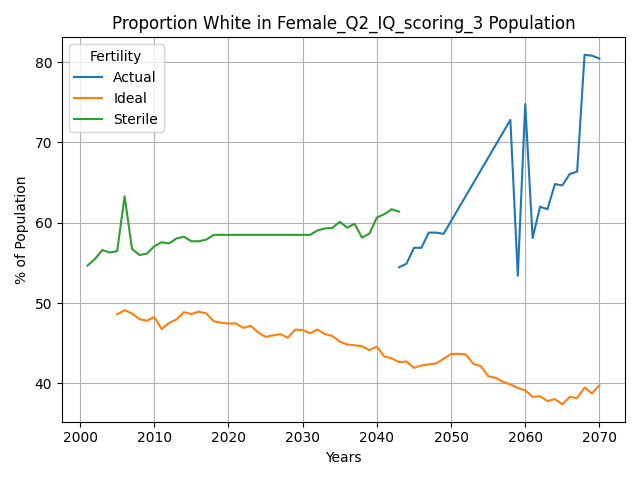 Proportion White in Female_Q2_IQ_scoring_3 Population
Fertility
Actual
Ideal
Sterile
% of Population
80
70
60
50
40
2000 2010 2020 2030 2040 2050 2060 2070
Years